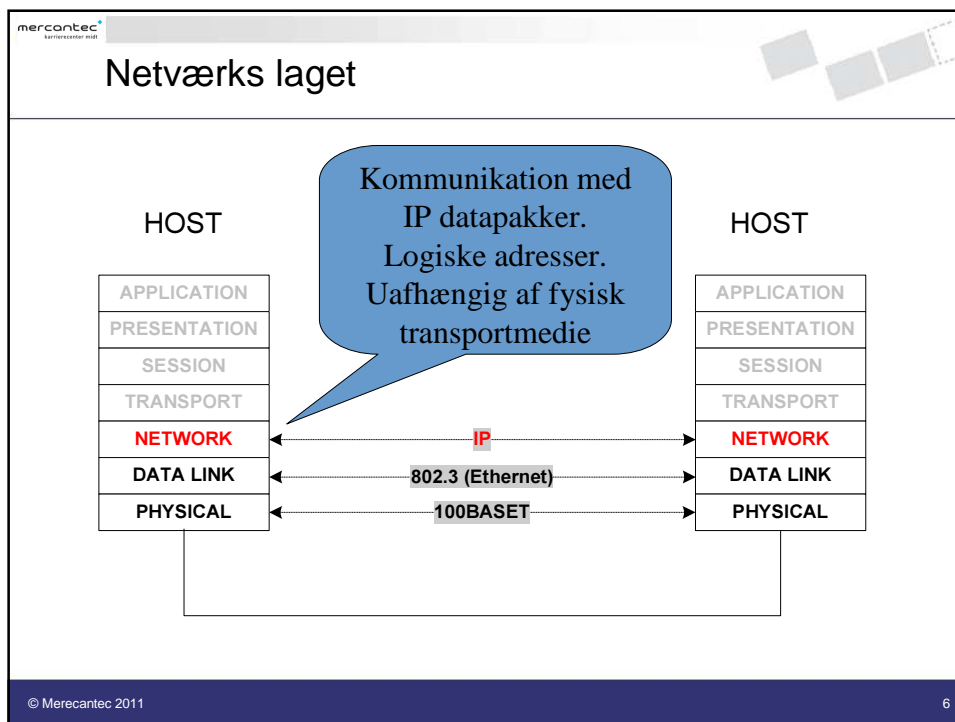 mercantec
karrierecenter midt
Netværks laget
Kommunikation med
IP datapakker.
Logiske adresser.
Uafhængig af fysisk
transportmedie
HOST
HOST
APPLICATION
APPLICATION
PRESENTATION
PRESENTATION
SESSION
SESSION
TRANSPORT
TRANSPORT
NETWORK
IP
NETWORK
DATA LINK
802.3 (Ethernet)
DATA LINK
PHYSICAL
100BASET
PHYSICAL
© Merecantec 2011
6